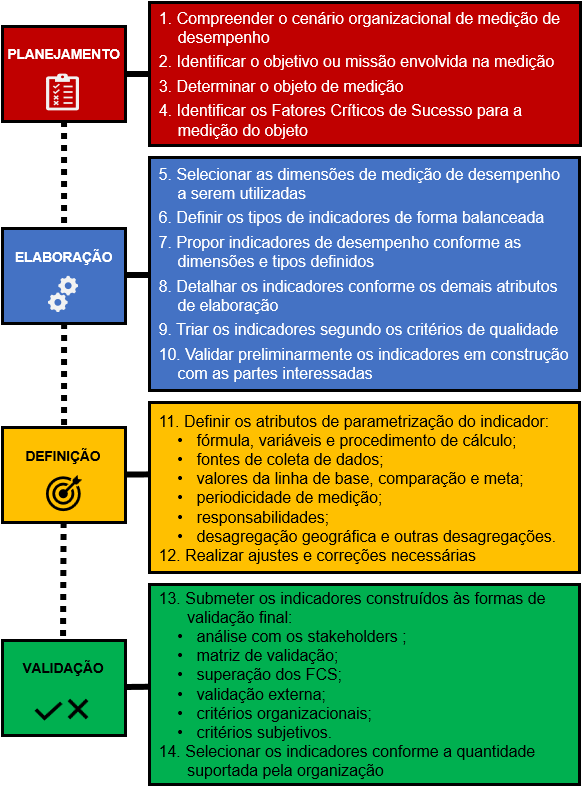 PLANEJAMENTO
1. Compreender o cenário organizacional de medição de
desempenho
2. Identificar o objetivo ou missão envolvida na medição
3. Determinar o objeto de medição
4. Identificar os Fatores Críticos de Sucesso para a
medição do objeto
ELABORAÇÃO
5. Selecionar as dimensões de medição de desempenho
a serem utilizadas
6. Definir os tipos de indicadores de forma balanceada
7. Propor indicadores de desempenho conforme as
dimensões e tipos definidos
8. Detalhar os indicadores conforme os demais atributos
de elaboração
9. Triar os indicadores segundo os critérios de qualidade
10. Validar preliminarmente os indicadores em construção
com as partes interessadas
DEFINIÇÃO
11. Definir os atributos de parametrização do indicador:
• fórmula, variáveis e procedimento de cálculo;
• fontes de coleta de dados;
• valores da linha de base, comparação e meta;
• periodicidade de medição;
• responsabilidades;
• desagregação geográfica e outras desagregações.
12. Realizar ajustes e correções necessárias
VALIDAÇÃO
13. Submeter os indicadores construídos às formas de
validação final:
• análise com os stakeholders ;
• matriz de validação;
• superação dos FCS;
• validação externa;
• critérios organizacionais;
• critérios subjetivos.
14. Selecionar os indicadores conforme a quantidade
suportada pela organização